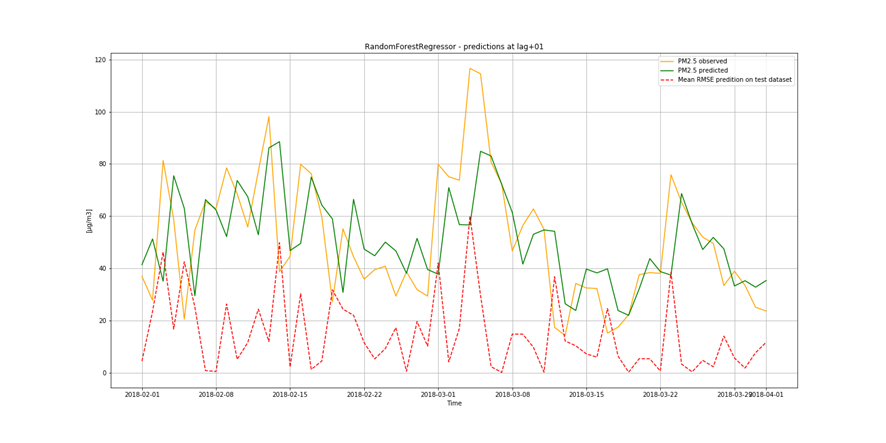 RandomForestRegressor - predictions at lag+01
PM2.5 observed
PM2.5 predicted
Mean RMSE predition on test dataset
120
100
80
60
40
20
0
[µg/m3]
2018-02-01 2018-02-08 2018-02-15 2018-02-22 2018-03-01 2018-03-08 2018-03-15 2018-03-22 2018-03-29 2018-04-01
Time